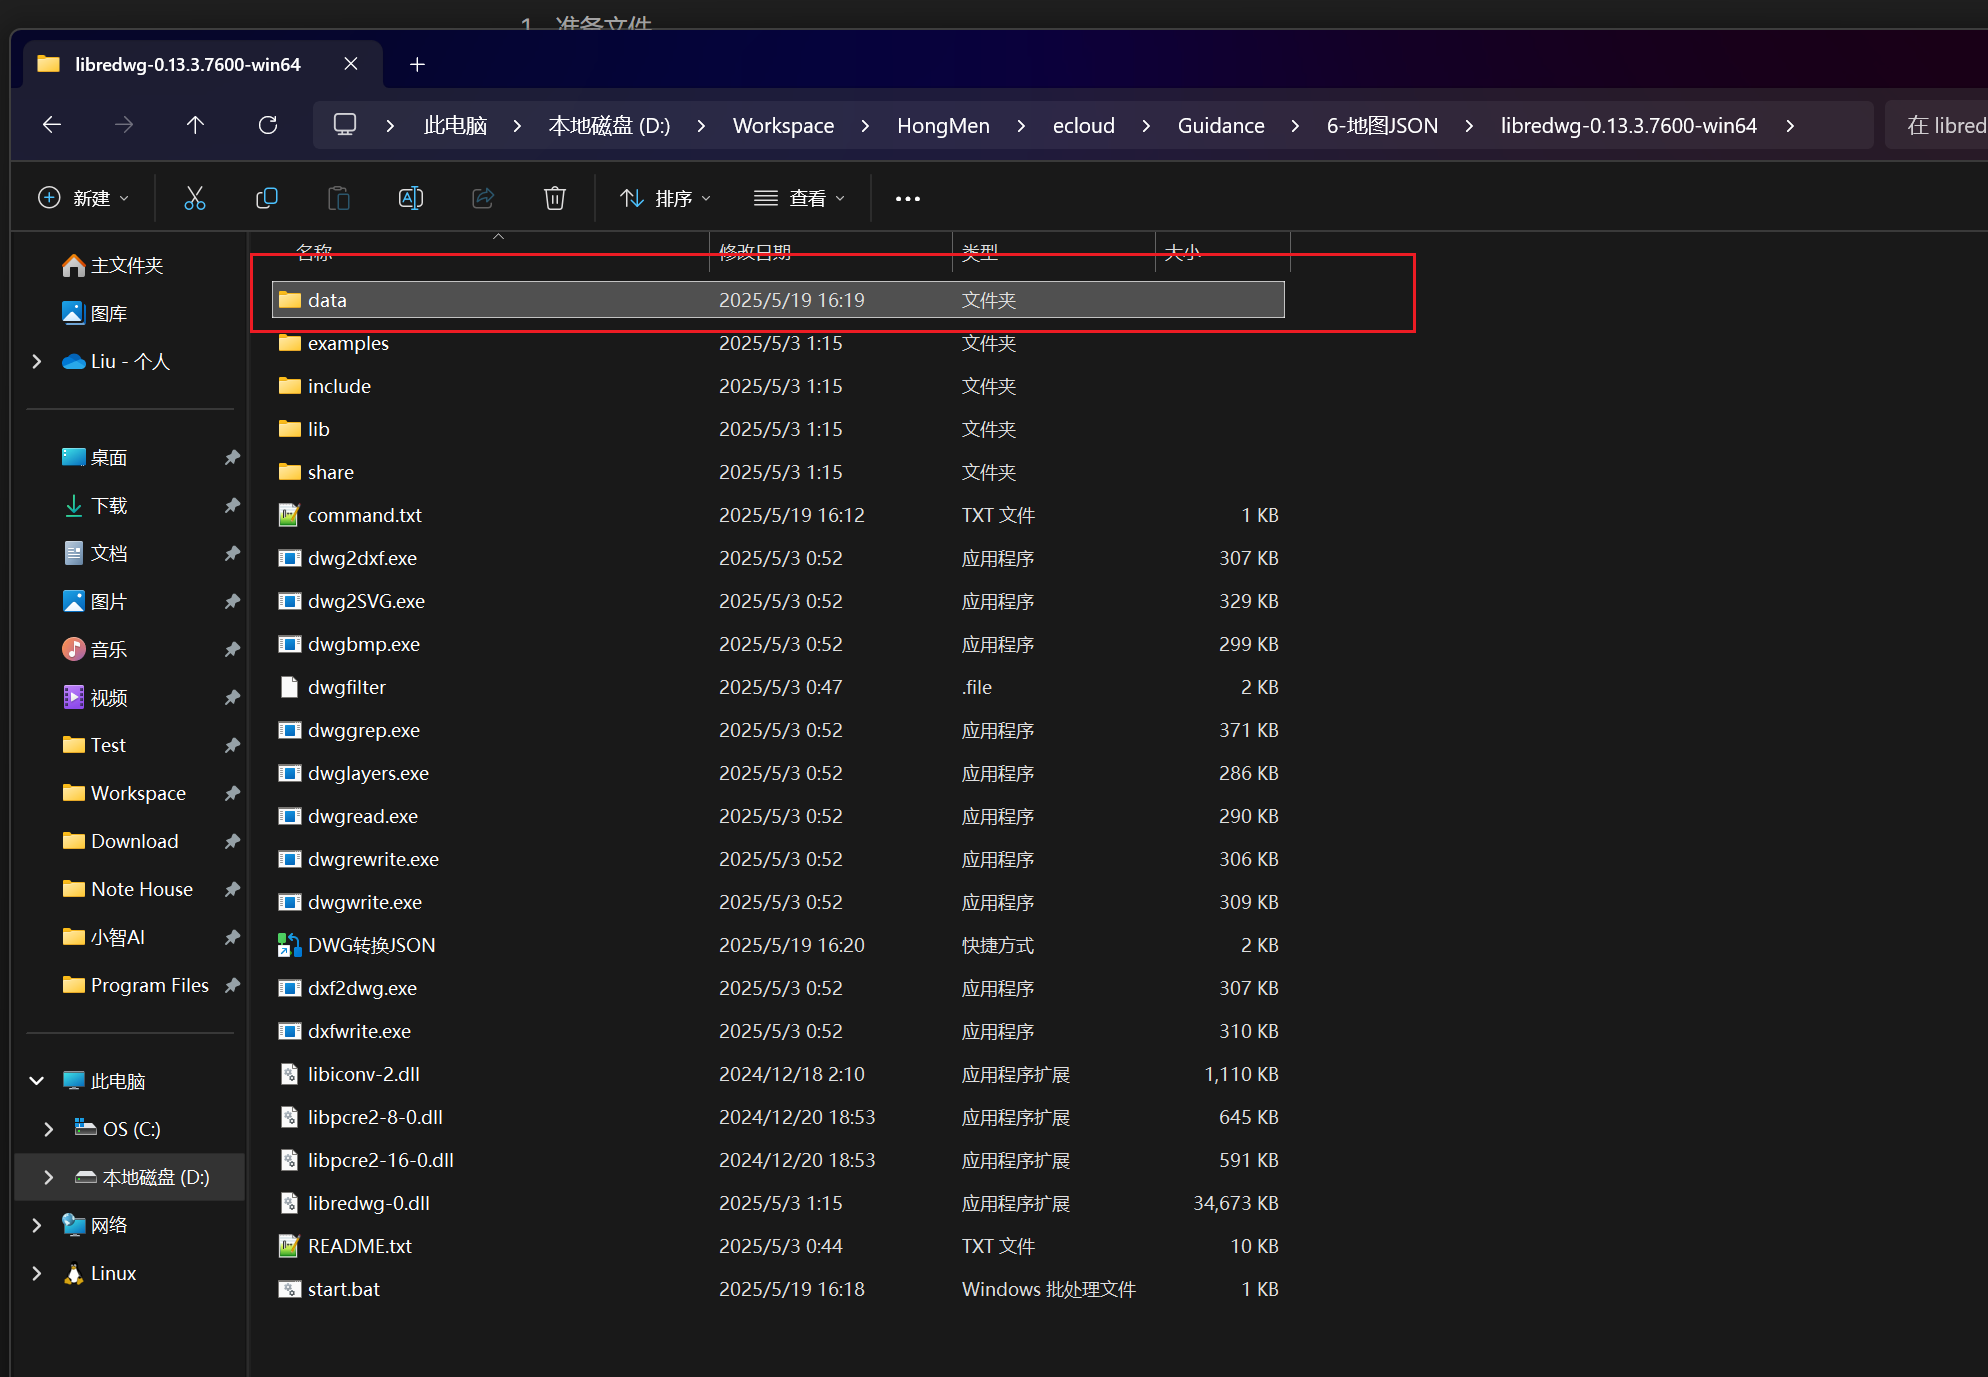 1. 准备文件
libredwg-0.13.3.7600-win64
此电脑 本地磁盘 (D:) Workspace HongMen ecloud Guidance 6-地图JSON libredwg-0.13.3.7600-win64 在 libred
新建 排序 查看
名称 修改日期 类型 大小
主文件夹
图库
Liu - 个人
桌面
下载
文档
图片
音乐
视频
Test
Workspace
Download
Note House
小智AI
Program Files
此电脑
OS (C:)
本地磁盘 (D:)
网络
Linux
data 2025/5/19 16:19 文件夹
examples 2025/5/3 1:15 文件夹
include 2025/5/3 1:15 文件夹
lib 2025/5/3 1:15 文件夹
share 2025/5/3 1:15 文件夹
command.txt 2025/5/19 16:12 TXT 文件 1 KB
dwg2dxf.exe 2025/5/3 0:52 应用程序 307 KB
dwg2SVG.exe 2025/5/3 0:52 应用程序 329 KB
dwgbmp.exe 2025/5/3 0:52 应用程序 299 KB
dwgfilter 2025/5/3 0:47 .file 2 KB
dwggrep.exe 2025/5/3 0:52 应用程序 371 KB
dwglayers.exe 2025/5/3 0:52 应用程序 286 KB
dwgread.exe 2025/5/3 0:52 应用程序 290 KB
dwgrewrite.exe 2025/5/3 0:52 应用程序 306 KB
dwgwrite.exe 2025/5/3 0:52 应用程序 309 KB
DWG转换JSON 2025/5/19 16:20 快捷方式 2 KB
dxf2dwg.exe 2025/5/3 0:52 应用程序 307 KB
dxfwrite.exe 2025/5/3 0:52 应用程序 310 KB
libiconv-2.dll 2024/12/18 2:10 应用程序扩展 1,110 KB
libpcre2-8-0.dll 2024/12/20 18:53 应用程序扩展 645 KB
libpcre2-16-0.dll 2024/12/20 18:53 应用程序扩展 591 KB
libredwg-0.dll 2025/5/3 1:15 应用程序扩展 34,673 KB
README.txt 2025/5/3 0:44 TXT 文件 10 KB
start.bat 2025/5/19 16:18 Windows 批处理文件 1 KB